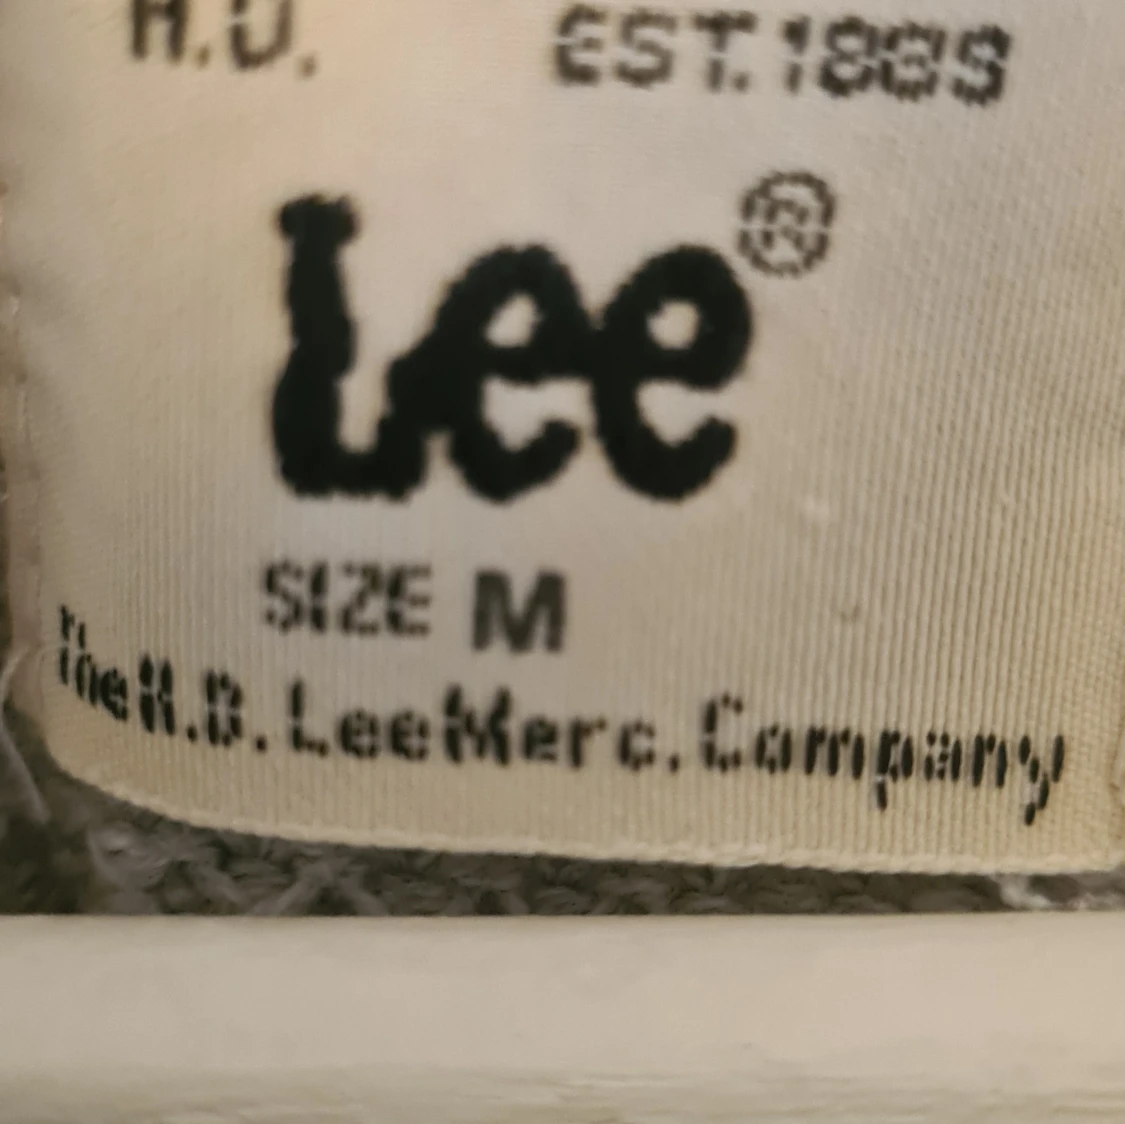 H.D. EST.1889
Lee®
SIZE M
The H.D. Lee Merc. Company